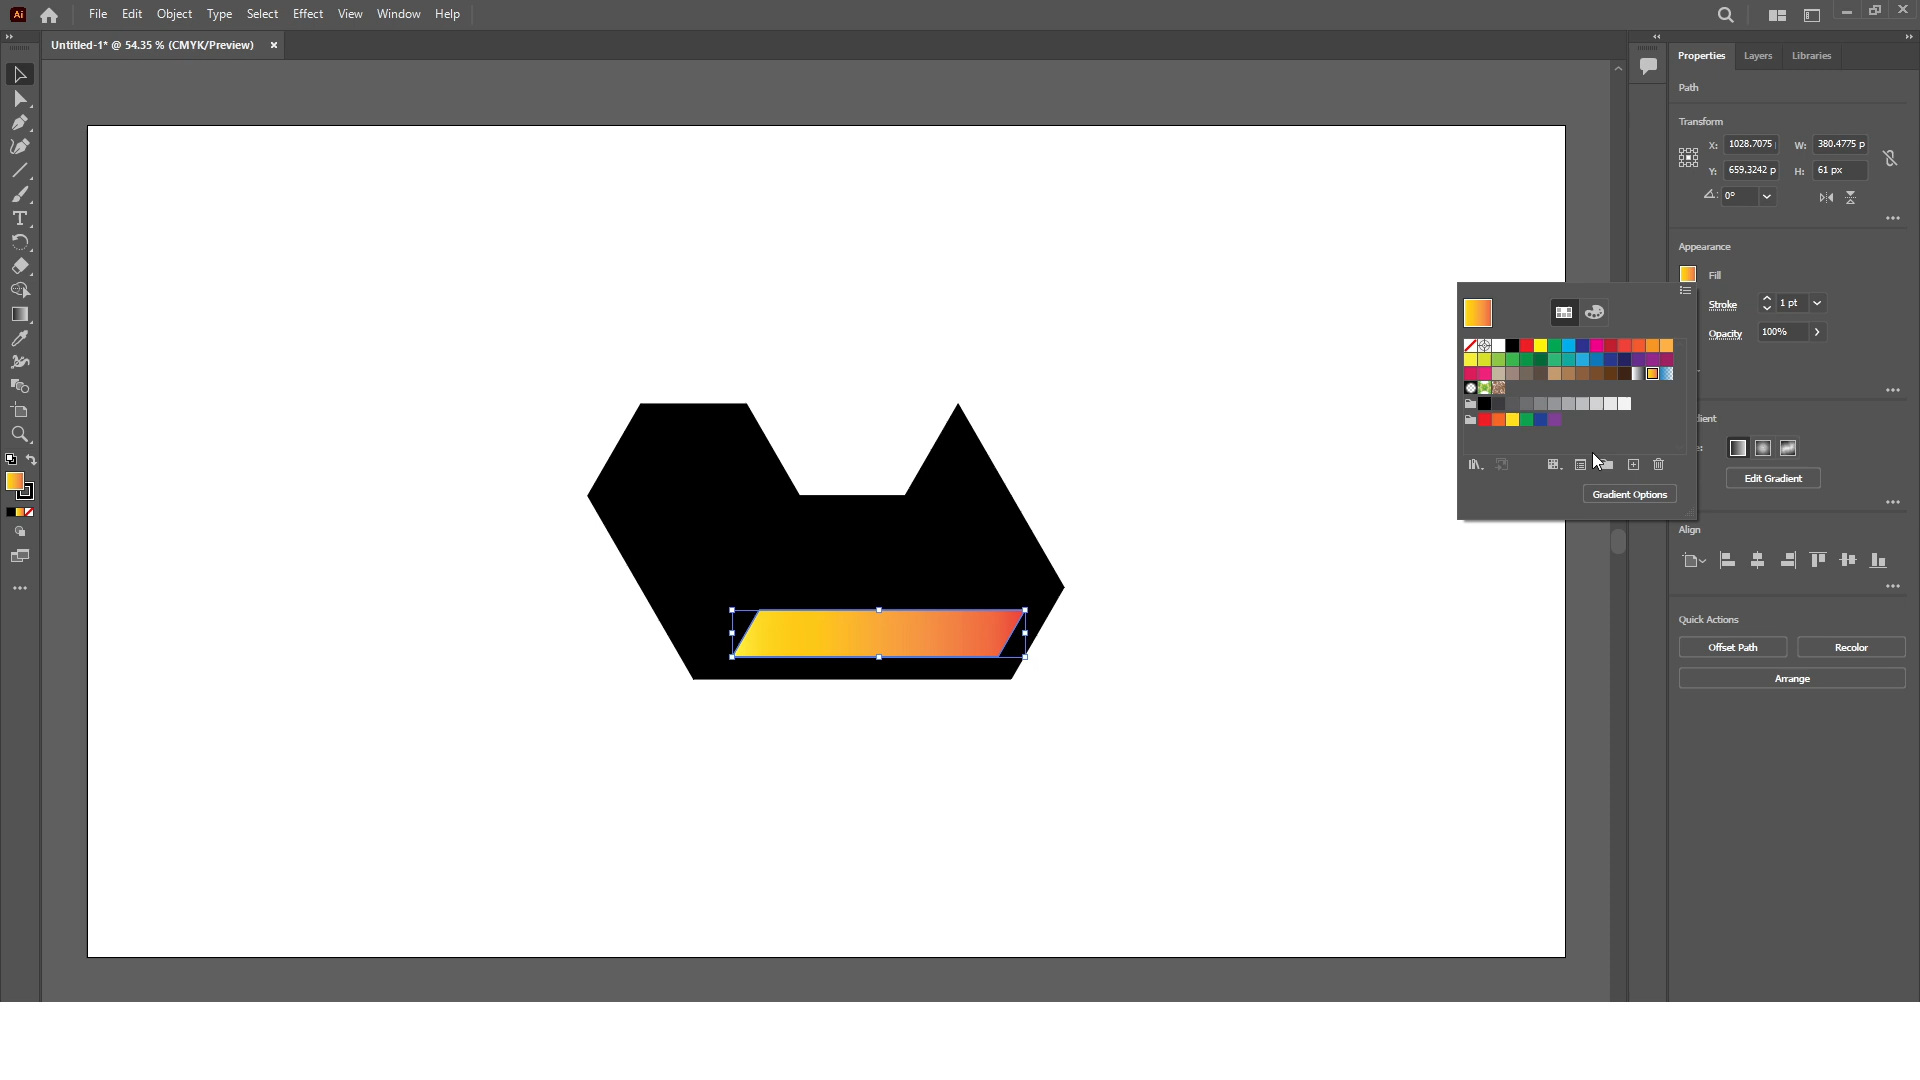 Ai File Edit Object Type Select Effect View Window Help
Untitled-1* @ 54.35 % (CMYK/Preview) ×
Properties Layers Libraries
Path
Transform
X: 1028.7075 W: 380.4775 p
Y: 659.3242 p H: 61 px
0°
Appearance
Fill
Stroke 1 pt
Opacity 100%
dient
Edit Gradient
Gradient Options
Align
Quick Actions
Offset Path Recolor
Arrange